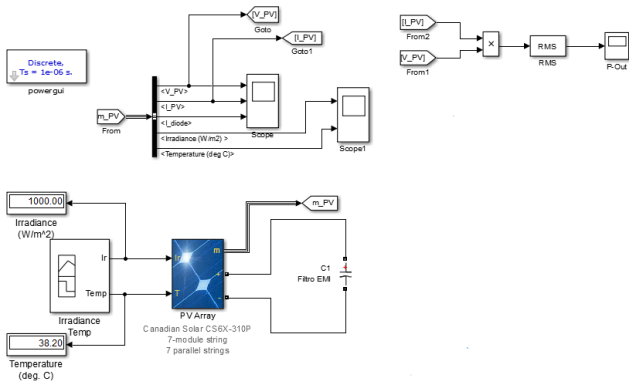 [V_PV]
Goto
[I_PV]
Goto1
[I_PV]
From2
[V_PV]
From1
×
RMS
RMS
P-Out
Discrete,
Ts = 1e-06 s.
powergui
m_PV
From
<V_PV>
<I_PV>
<I_diode>
<Irradiance (W/m2) >
<Temperature (deg C)>
Scope
Scope1
1000.00
Irradiance
(W/m^2)
m_PV
Ir
Temp
Irradiance
Temp
Ir
T
m
+
-
PV Array
Canadian Solar CS6X-310P
7-module string
7 parallel strings
C1
Filtro EMI
+
38.20
Temperature
(deg. C)